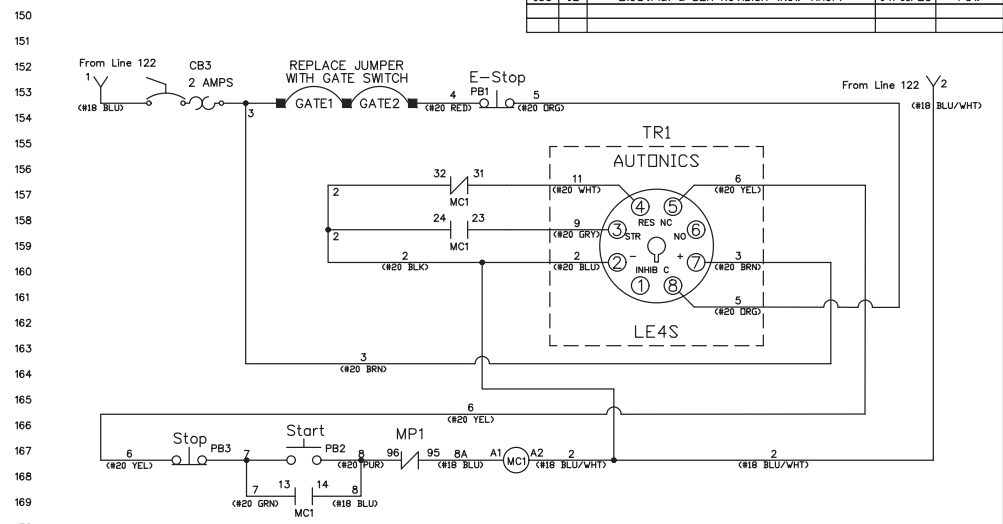 150
151
152
From Line 122
CB3
REPLACE JUMPER
WITH GATE SWITCH
E-Stop
1
2 AMPS
PB1
From Line 122
2
153
4
5
GATE1
GATE2
(#18 BLU)
(#20 RED)
(#20 ORG)
(#18 BLU/WHT)
3
154
155
TR1
156
AUTONICS
32
31
11
6
157
2
MC1
(#20 WHT)
(#20 YEL)
4
5
158
24
23
9
RES NC
3
STR
NO
6
(#20 GRY)
2
MC1
159
2
2
3
160
(#20 BLK)
(#20 BLU)
2
-
+
7
(#20 BRN)
INHIB C
1
8
161
5
(#20 ORG)
162
LE4S
163
3
164
(#20 BRN)
165
6
166
(#20 YEL)
Stop
Start
MP1
167
6
PB3
7
PB2
8
96
95
8A
A1
MC1
A2
2
2
(#20 YEL)
(#20 PUR)
(#18 BLU)
(#18 BLU/WHT)
(#18 BLU/WHT)
168
7
13
14
8
169
(#20 GRN)
(#18 BLU)
MC1